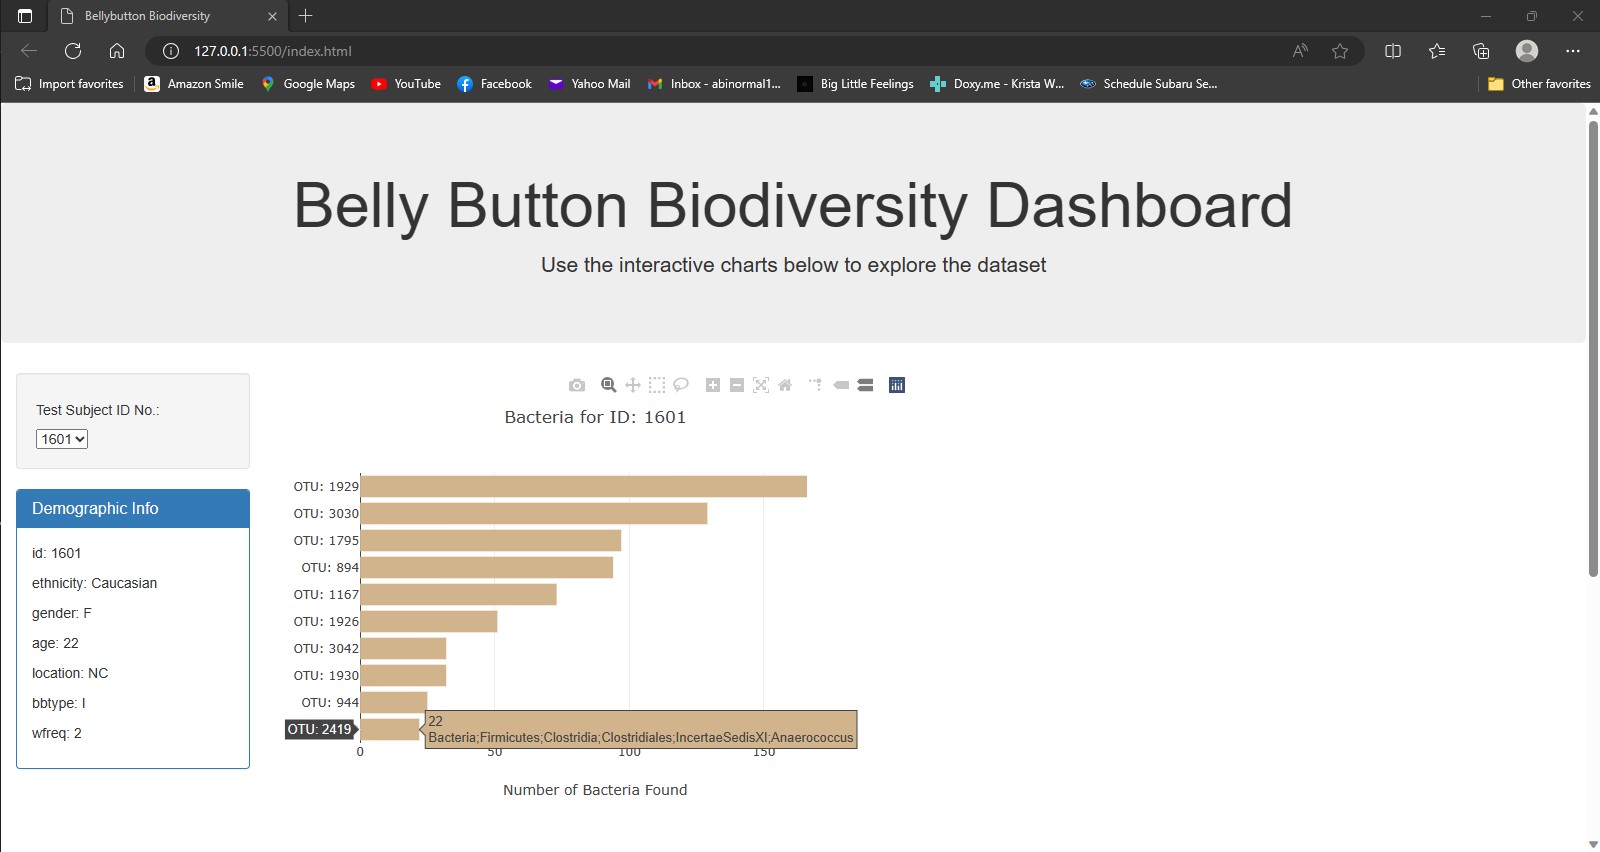 Bellybutton Biodiversity
127.0.0.1:5500/index.html
Import favorites
Amazon Smile
Google Maps
YouTube
Facebook
Yahoo Mail
Inbox - abinormal1...
Big Little Feelings
Doxy.me - Krista W...
Schedule Subaru Se...
Other favorites
Belly Button Biodiversity Dashboard
Use the interactive charts below to explore the dataset
Test Subject ID No.:
1601
Demographic Info
id: 1601
ethnicity: Caucasian
gender: F
age: 22
location: NC
bbtype: I
wfreq: 2
Bacteria for ID: 1601
OTU: 1929
OTU: 3030
OTU: 1795
OTU: 894
OTU: 1167
OTU: 1926
OTU: 3042
OTU: 1930
OTU: 944
OTU: 2419
22
Bacteria;Firmicutes;Clostridia;Clostridiales;IncertaeSedisXI;Anaerococcus
0 50 100 150
Number of Bacteria Found